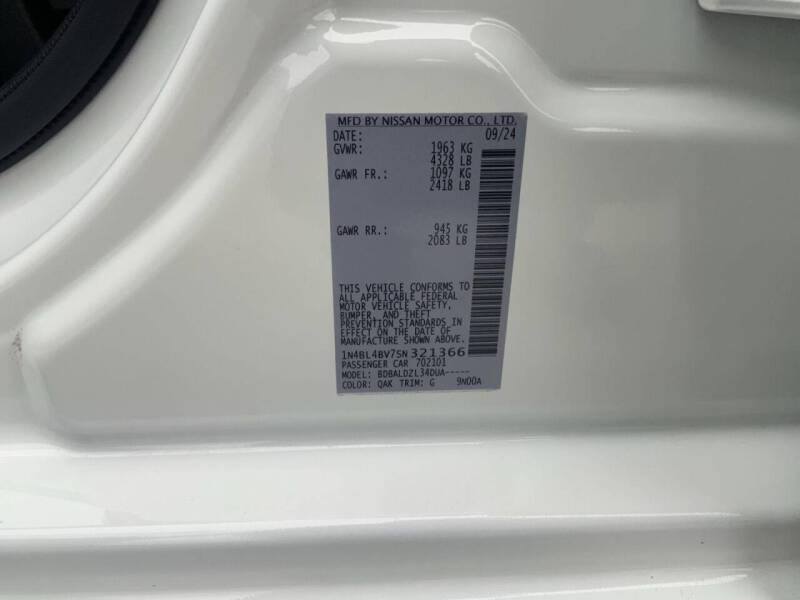 MFD BY NISSAN MOTOR CO., LTD.
DATE: 09/24
GVWR: 1963 KG
4328 LB
GAWR FR.: 1097 KG
2418 LB
GAWR RR.: 945 KG
2083 LB
THIS VEHICLE CONFORMS TO
ALL APPLICABLE FEDERAL
MOTOR VEHICLE SAFETY,
BUMPER, AND THEFT
PREVENTION STANDARDS IN
EFFECT ON THE DATE OF
MANUFACTURE SHOWN ABOVE.
1N4BL4BV7SN321366
PASSENGER CAR 702101
MODEL: BDBALDZL34DUA-----
COLOR: QAK TRIM: G 9N00A